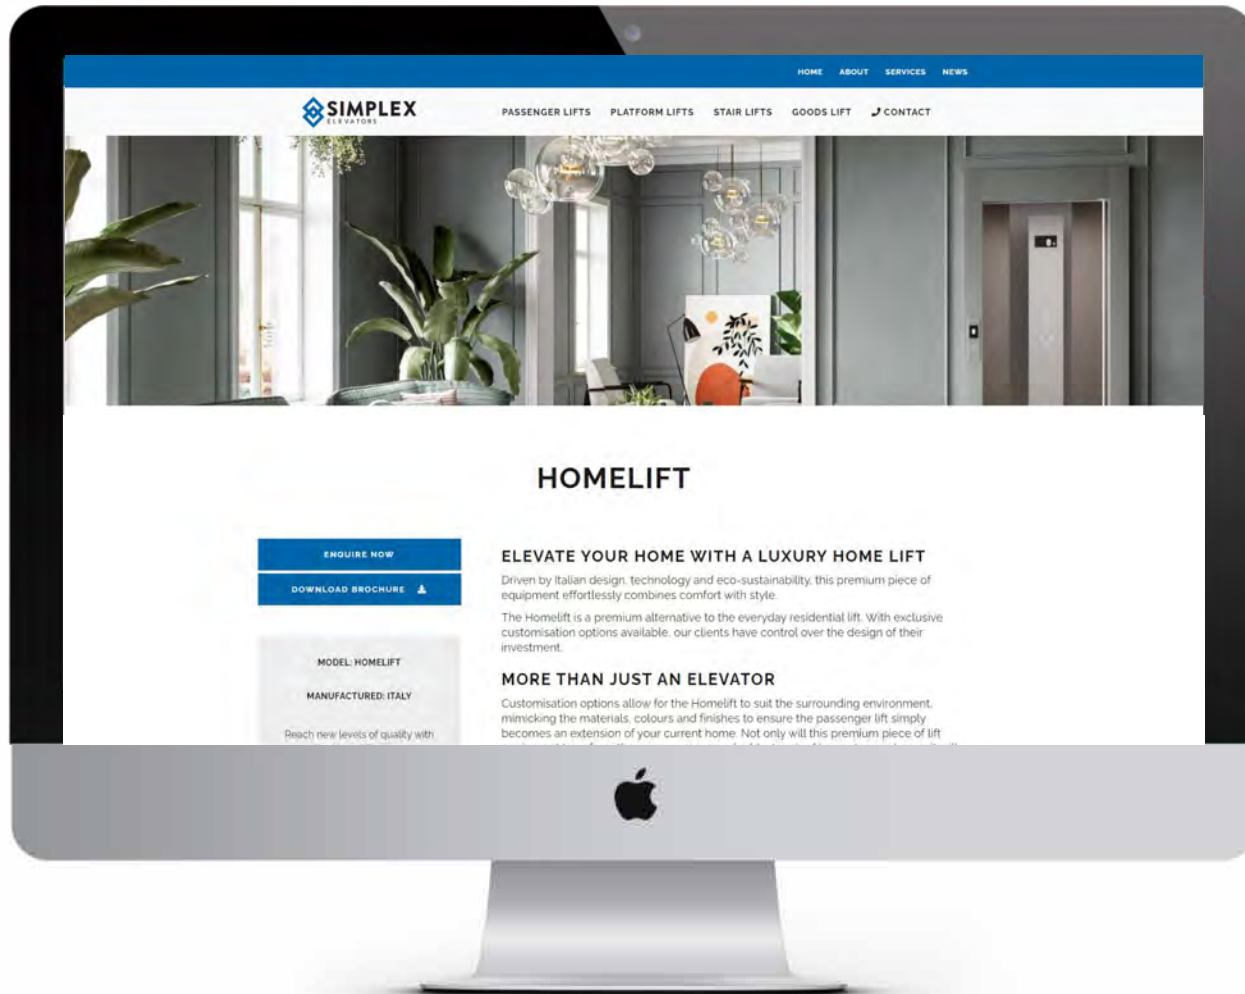 HOME ABOUT SERVICES NEWS
SIMPLEX
ELEVATORS
PASSENGER LIFTS PLATFORM LIFTS STAIR LIFTS GOODS LIFT CONTACT
HOMELIFT
ENQUIRE NOW
DOWNLOAD BROCHURE
MODEL: HOMELIFT
MANUFACTURED: ITALY
Reach new levels of quality with
ELEVATE YOUR HOME WITH A LUXURY HOME LIFT
Driven by Italian design, technology and eco-sustainability, this premium piece of
equipment effortlessly combines comfort with style.
The Homelift is a premium alternative to the everyday residential lift. With exclusive
customisation options available, our clients have control over the design of their
investment.
MORE THAN JUST AN ELEVATOR
Customisation options allow for the Homelift to suit the surrounding environment,
mimicking the materials, colours and finishes to ensure the passenger lift simply
becomes an extension of your current home. Not only will this premium piece of lift